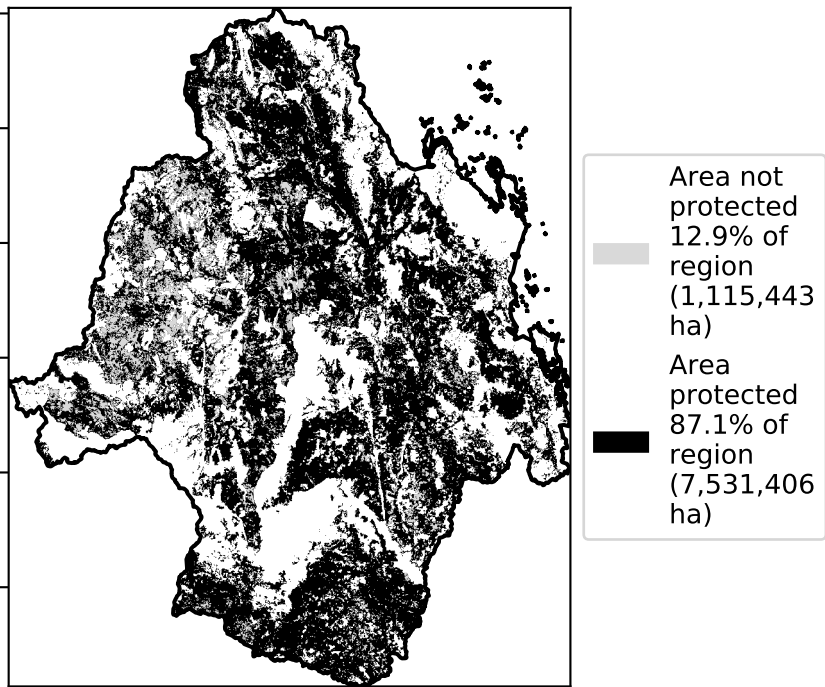 Area not
protected
12.9% of
region
(1,115,443
ha)
Area
protected
87.1% of
region
(7,531,406
ha)